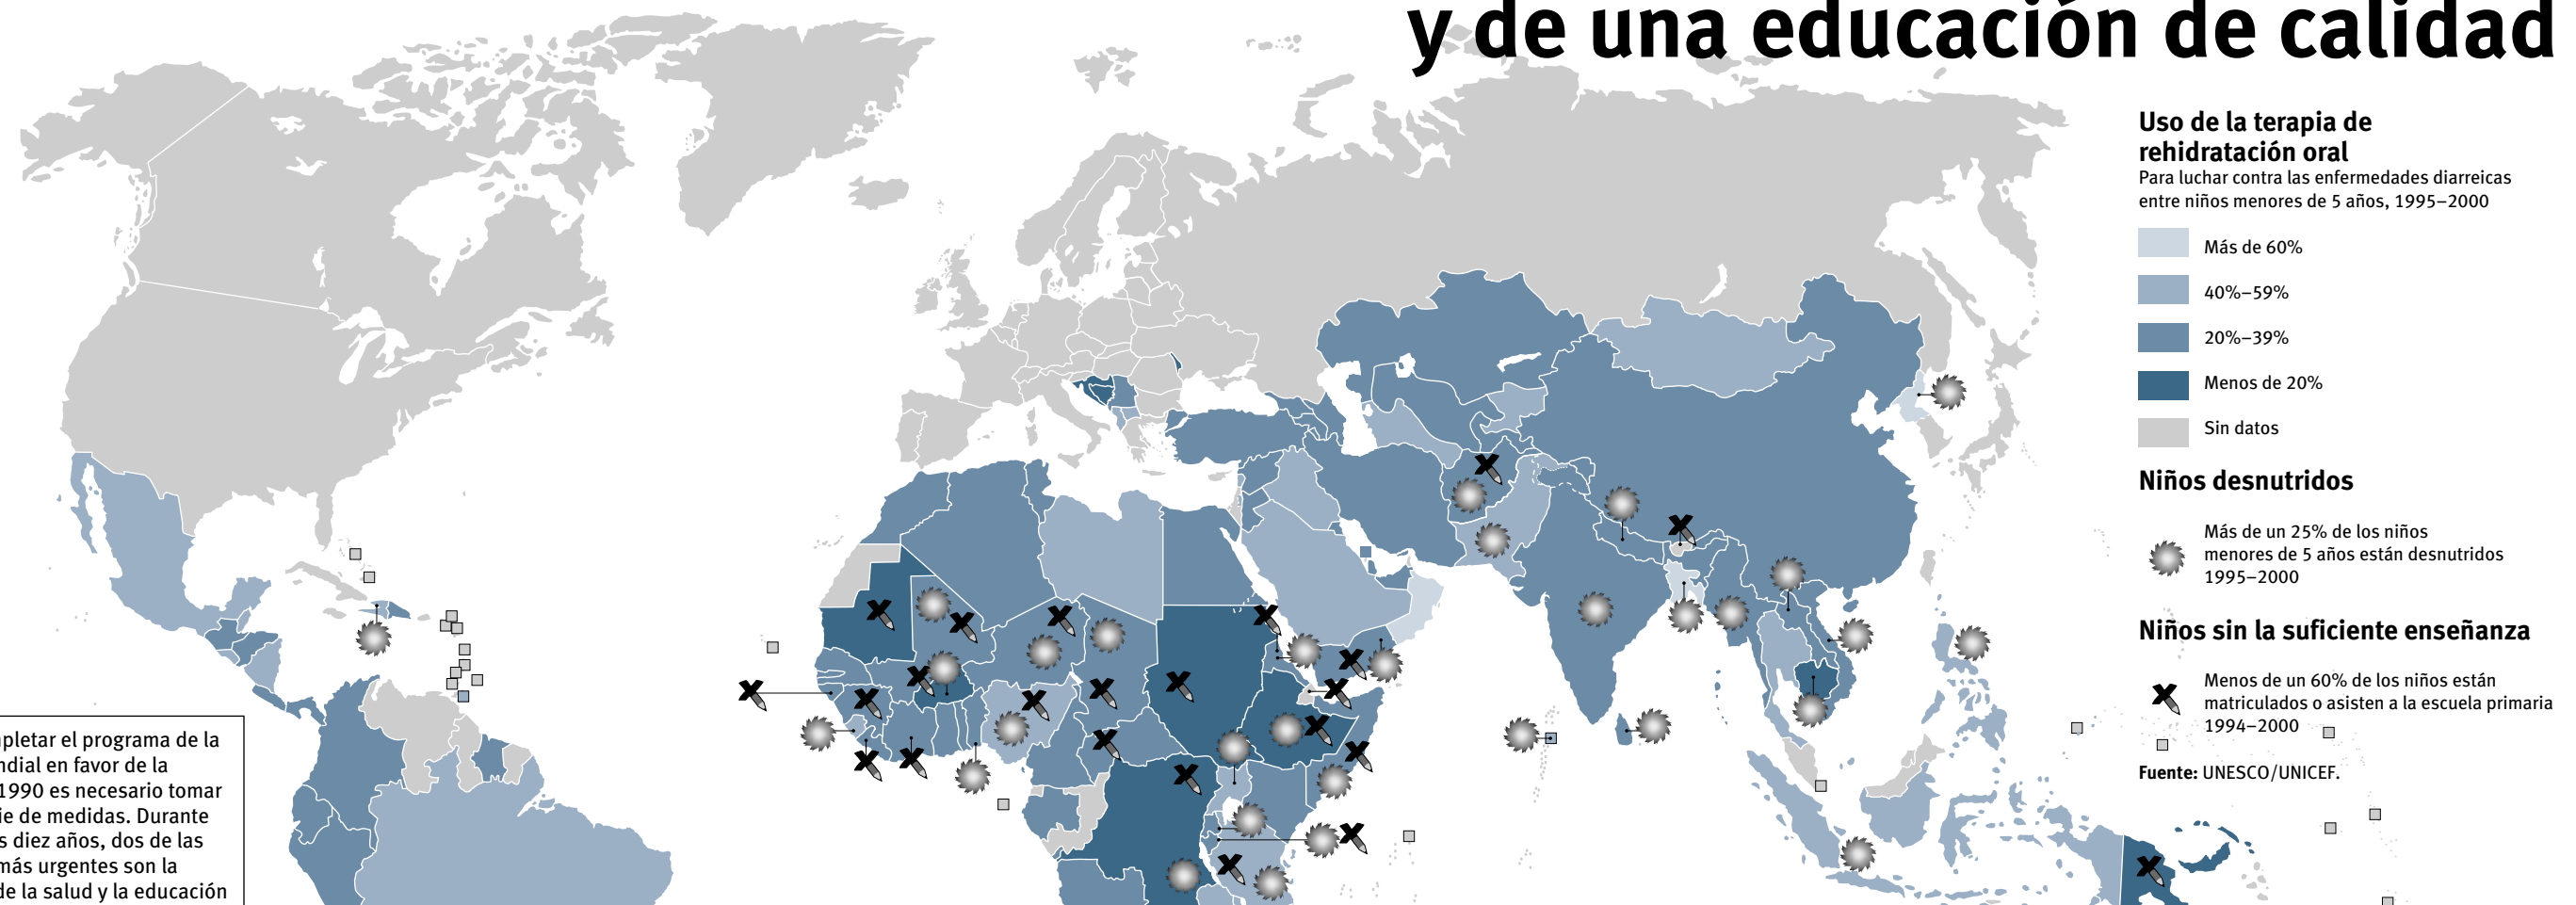 y de una educación de calidad
Uso de la terapia de
rehidratación oral
Para luchar contra las enfermedades diarreicas
entre niños menores de 5 años, 1995–2000
Más de 60%
40%–59%
20%–39%
Menos de 20%
Sin datos
Niños desnutridos
Más de un 25% de los niños
menores de 5 años están desnutridos
1995–2000
Niños sin la suficiente enseñanza
Menos de un 60% de los niños están
matriculados o asisten a la escuela primaria
1994–2000
Fuente: UNESCO/UNICEF.
pletar el programa de la
ndial en favor de la
1990 es necesario tomar
ie de medidas. Durante
s diez años, dos de las
más urgentes son la
de la salud y la educación